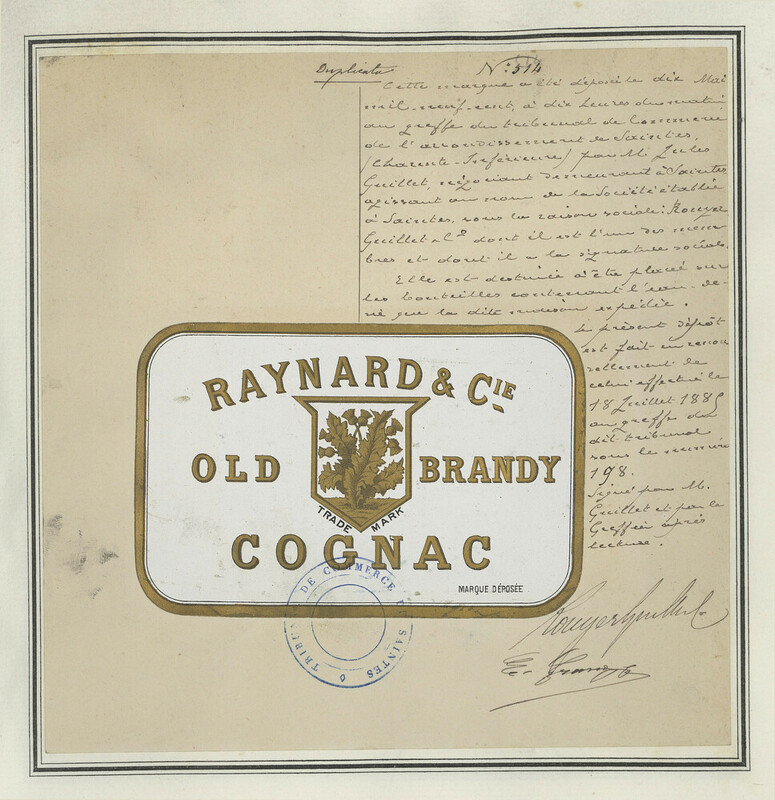 Duplicata
N° 514
Cette marque a été déposée le dix Mai
mil-neuf-cent, à dix heures du matin
au greffe du tribunal de Commerce
de l'arrondissement de Saintes,
(Charente-Inférieure) par M. Jules
Guillet, négociant demeurant à Saintes
agissant au nom de la Société établie
à Saintes, sous la raison sociale: Rouyer
Guillet & Cie dont il est l'un des mem-
bres et dont il a la signature sociale.
Elle est destinée à être placée sur
les bouteilles contenant l'eau-de-
vie que la dite maison expédie.
Le présent dépôt
est fait en renou-
vellement de
celui effectué le
18 Juillet 1885
au greffe du
dit tribunal
sous le numéro
198.
Signé par M.
Guillet et par le
Greffier après
lecture.
RAYNARD & CIE
OLD BRANDY
TRADE MARK
COGNAC
MARQUE DÉPOSÉE
TRIBUNAL DE COMMERCE DE SAINTES
Rouyer Guillet &